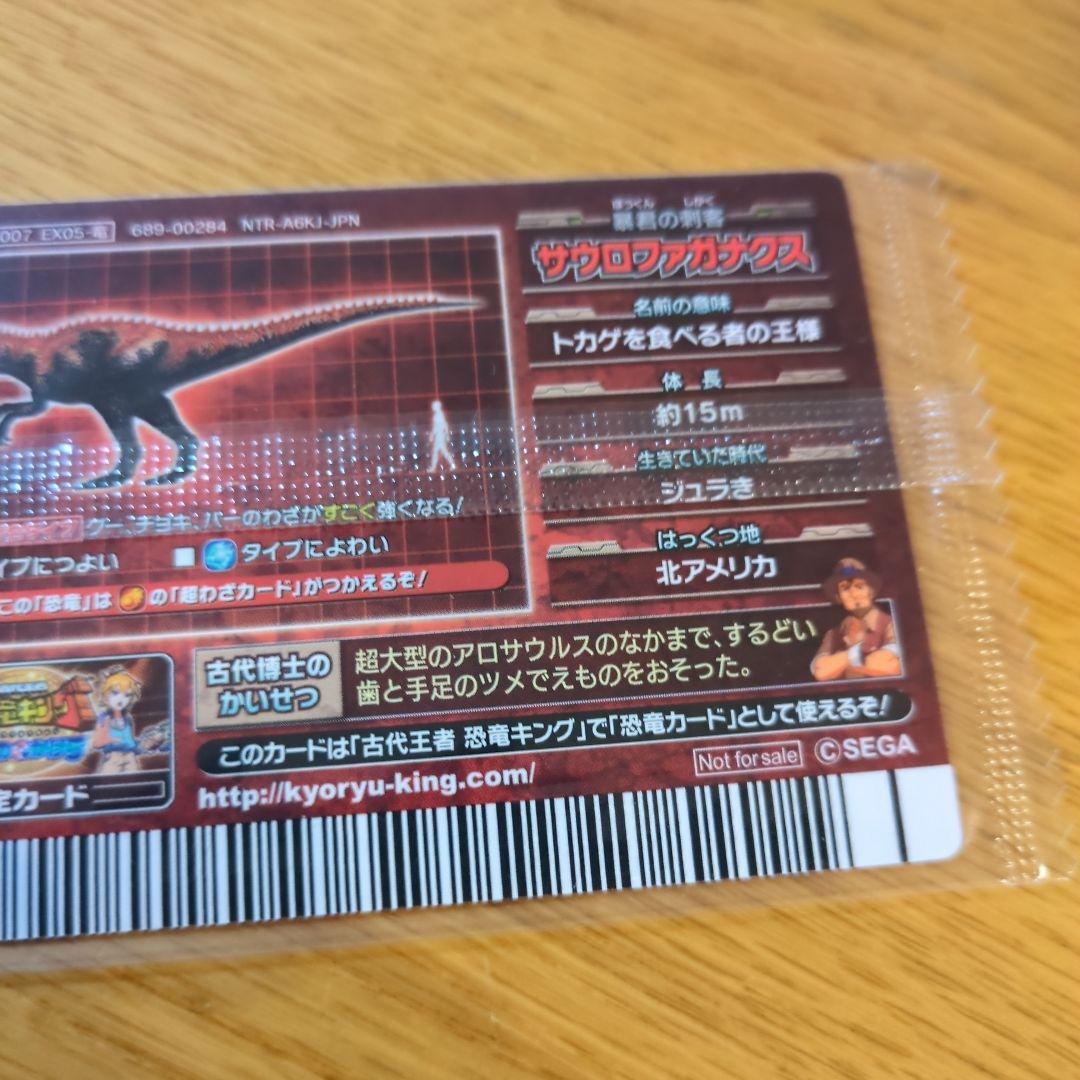 007 EX05-竜 689-00284 NTR-A6KJ-JPN
ぼうくん しかく
暴君の刺客
サウロファガナクス
名前の意味
トカゲを食べる者の王様
体 長
約15m
生きていた時代
ジュラき
はっくつ地
北アメリカ
タイプ グー、チョキ、パーのわざがすごく強くなる!
イプにつよい タイプによわい
この「恐竜」は の「超わざカード」がつかえるぞ!
古代博士の
かいせつ
超大型のアロサウルスのなかまで、するどい
歯と手足のツメでえものをおそった。
このカードは「古代王者 恐竜キング」で「恐竜カード」として使えるぞ!
定カード
http://kyoryu-king.com/
Not for sale ©SEGA